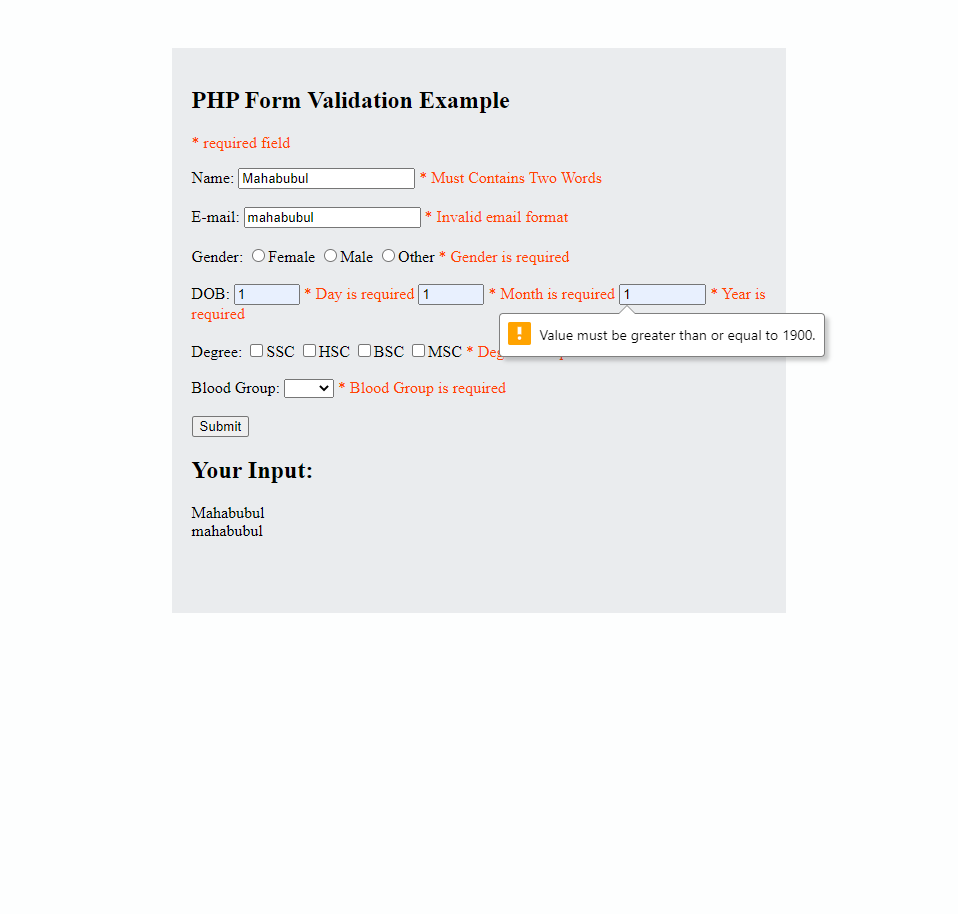 PHP Form Validation Example
* required field
Name: Mahabubul * Must Contains Two Words
E-mail: mahabubul * Invalid email format
Gender: Female Male Other * Gender is required
DOB: 1 * Day is required 1 * Month is required 1 * Year is
required
! Value must be greater than or equal to 1900.
Degree: SSC HSC BSC MSC *
Blood Group: * Blood Group is required
Submit
Your Input:
Mahabubul
mahabubul